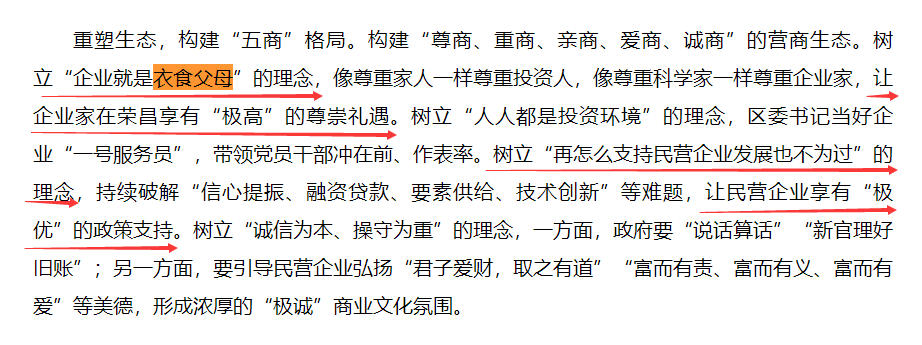 重塑生态，构建“五商”格局。构建“尊商、重商、亲商、爱商、诚商”的营商生态。树
立“企业就是衣食父母”的理念，像尊重家人一样尊重投资人，像尊重科学家一样尊重企业家，让
企业家在荣昌享有“极高”的尊崇礼遇。树立“人人都是投资环境”的理念，区委书记当好企
业“一号服务员”，带领党员干部冲在前、作表率。树立“再怎么支持民营企业发展也不为过”的
理念，持续破解“信心提振、融资贷款、要素供给、技术创新”等难题，让民营企业享有“极
优”的政策支持。树立“诚信为本、操守为重”的理念，一方面，政府要“说话算话”“新官理好
旧账”；另一方面，要引导民营企业弘扬“君子爱财，取之有道”“富而有责、富而有义、富而有
爱”等美德，形成浓厚的“极诚”商业文化氛围。